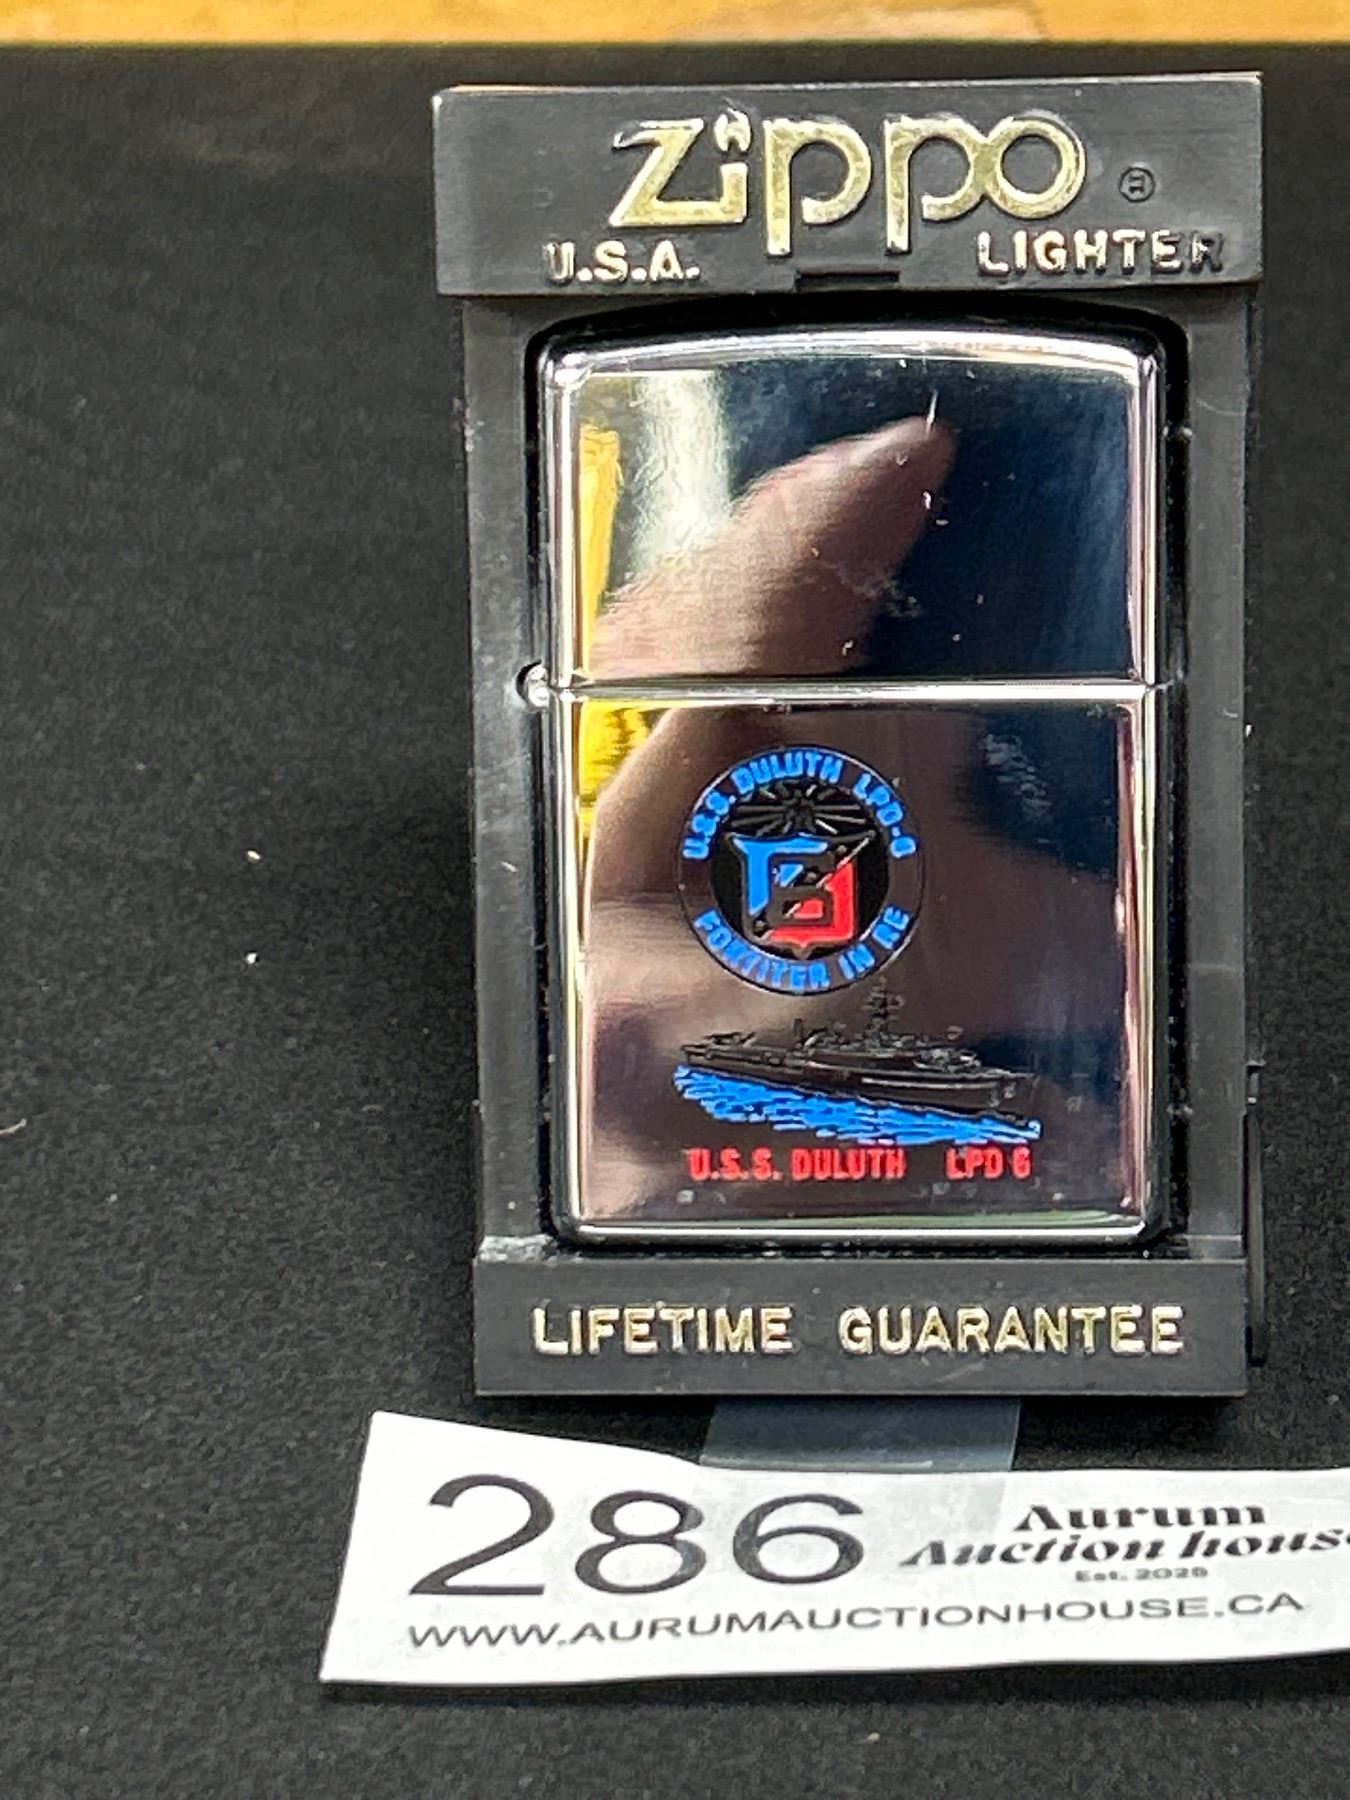 Zippo ®
U.S.A. LIGHTER
U.S.S. DULUTH LPD-6
6
FORTITER IN RE
U.S.S. DULUTH LPD 6
LIFETIME GUARANTEE
286
Aurum
Auction house
Est. 2020
WWW.AURUMAUCTIONHOUSE.CA